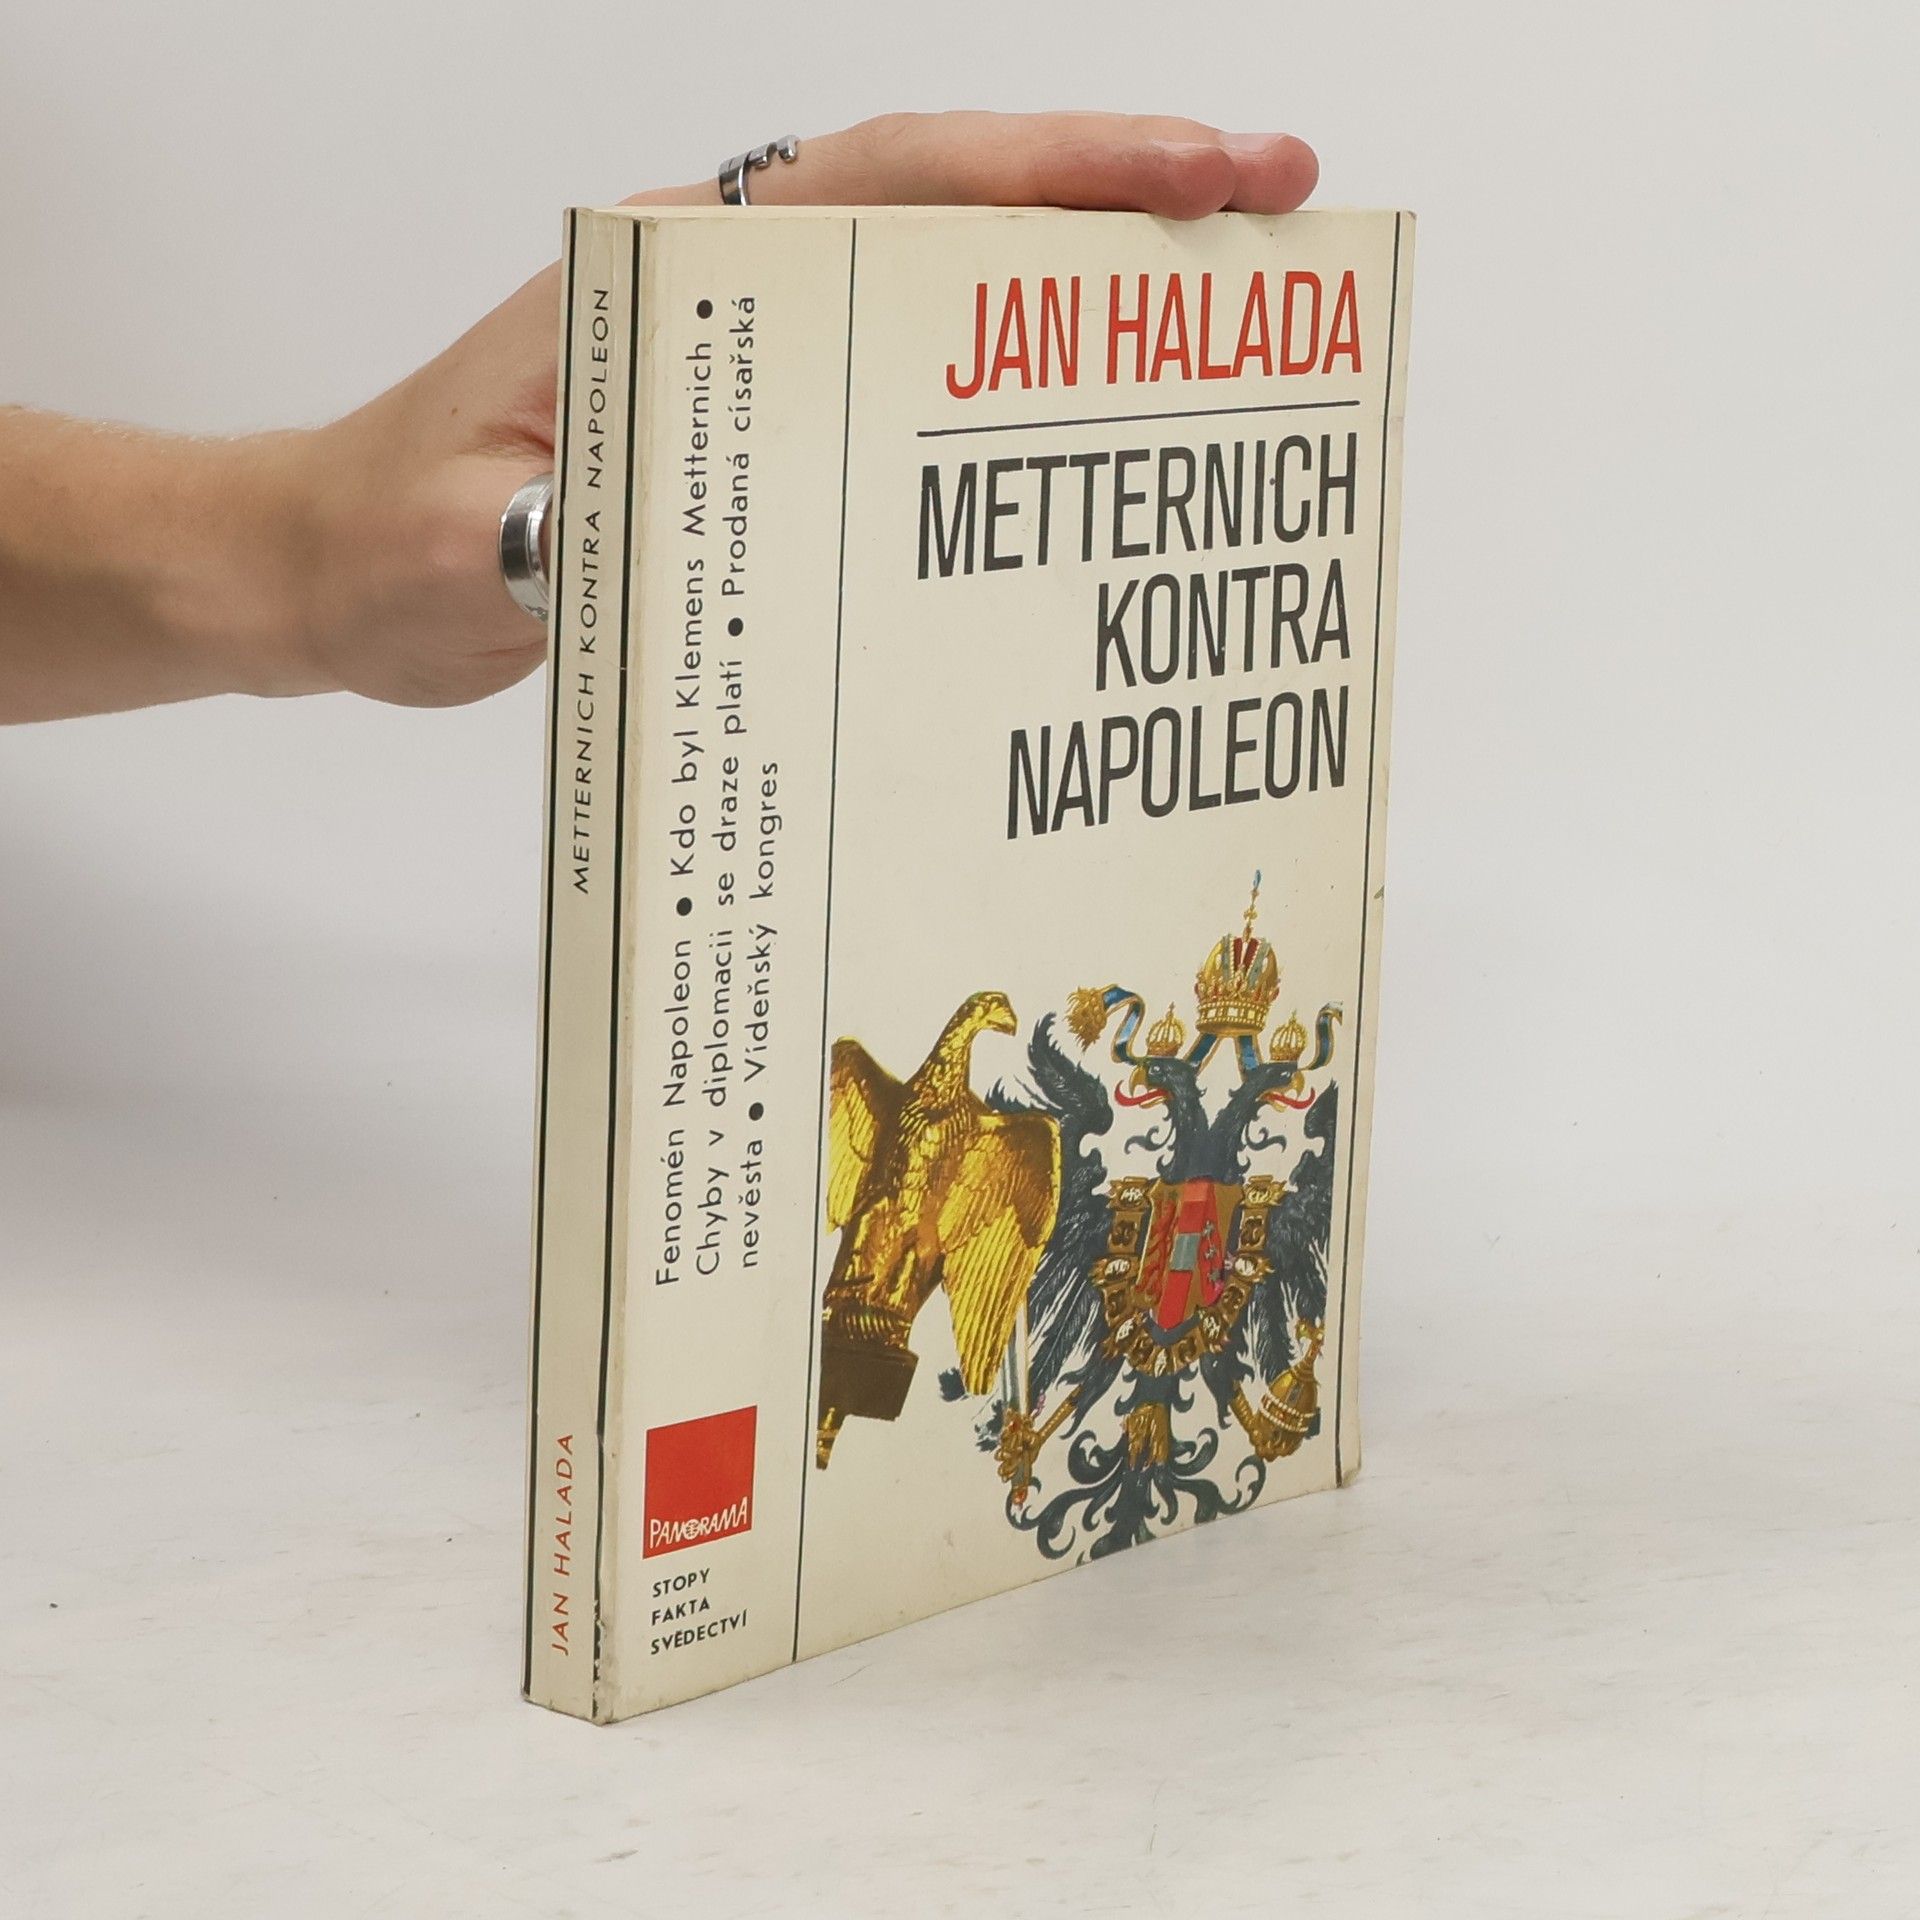 METTERNICH KONTRA NAPOLEON
JAN HALADA
Fenomén Napoleon ● Kdo byl Klemens Metternich ●
Chyby v diplomacii se draze platí ● Prodaná císařská
nevěsta ● Vídeňský kongres
PANORAMA
STOPY
FAKTA
SVĚDECTVÍ
JAN HALADA
METTERNICH
KONTRA
NAPOLEON